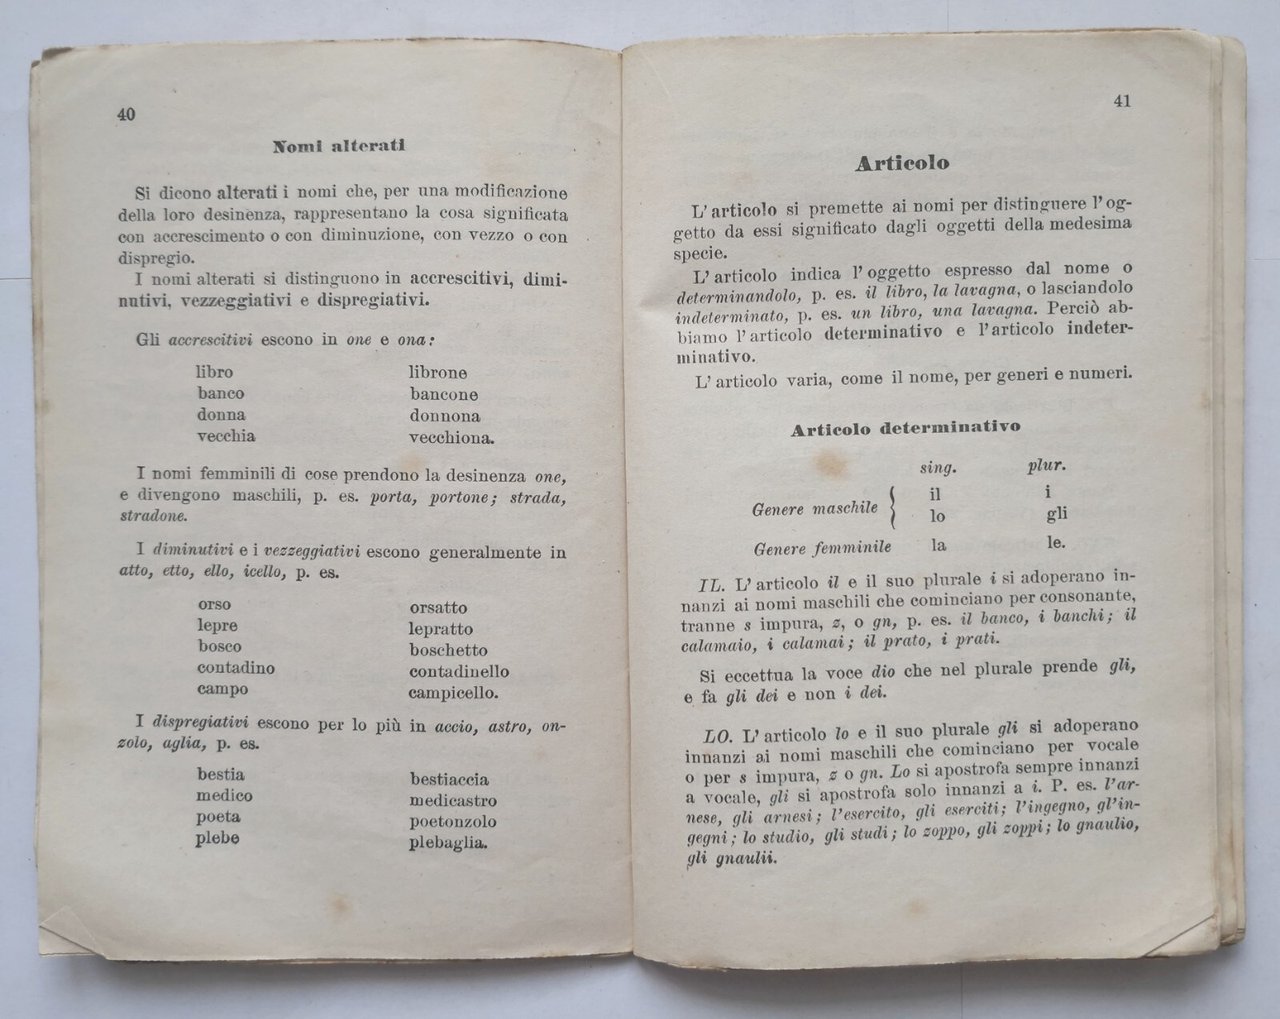 40
Nomi alterati
Si dicono alterati i nomi che, per una modificazione
della loro desinenza, rappresentano la cosa significata
con accrescimento o con diminuzione, con vezzo o con
dispregio.
I nomi alterati si distinguono in accrescitivi, dimi-
nutivi, vezzeggiativi e dispregiativi.
Gli accrescitivi escono in one e ona:
libro librone
banco bancone
donna donnona
vecchia vecchiona.
I nomi femminili di cose prendono la desinenza one,
e divengono maschili, p. es. porta, portone; strada,
stradone.
I diminutivi e i vezzeggiativi escono generalmente in
atto, etto, ello, icello, p. es.
orso orsatto
lepre lepratto
bosco boschetto
contadino contadinello
campo campicello.
I dispregiativi escono per lo più in accio, astro, on-
zolo, aglia, p. es.
bestia bestiaccia
medico medicastro
poeta poetonzolo
plebe plebaglia.
41
Articolo
L'articolo si premette ai nomi per distinguere l'og-
getto da essi significato dagli oggetti della medesima
specie.
L'articolo indica l'oggetto espresso dal nome o
determinandolo, p. es. il libro, la lavagna, o lasciandolo
indeterminato, p. es. un libro, una lavagna. Perciò ab-
biamo l'articolo determinativo e l'articolo indeter-
minativo.
L'articolo varia, come il nome, per generi e numeri.
Articolo determinativo
sing. plur.
Genere maschile { il i
lo gli
Genere femminile la le.
IL. L'articolo il e il suo plurale i si adoperano in-
nanzi ai nomi maschili che cominciano per consonante,
tranne s impura, z, o gn, p. es. il banco, i banchi; il
calamaio, i calamai; il prato, i prati.
Si eccettua la voce dio che nel plurale prende gli,
e fa gli dei e non i dei.
LO. L'articolo lo e il suo plurale gli si adoperano
innanzi ai nomi maschili che cominciano per vocale
o per s impura, z o gn. Lo si apostrofa sempre innanzi
a vocale, gli si apostrofa solo innanzi a i. P. es. l'ar-
nese, gli arnesi; l'esercito, gli eserciti; l'ingegno, gl'in-
gegni; lo studio, gli studi; lo zoppo, gli zoppi; lo gnaulio,
gli gnaulii.